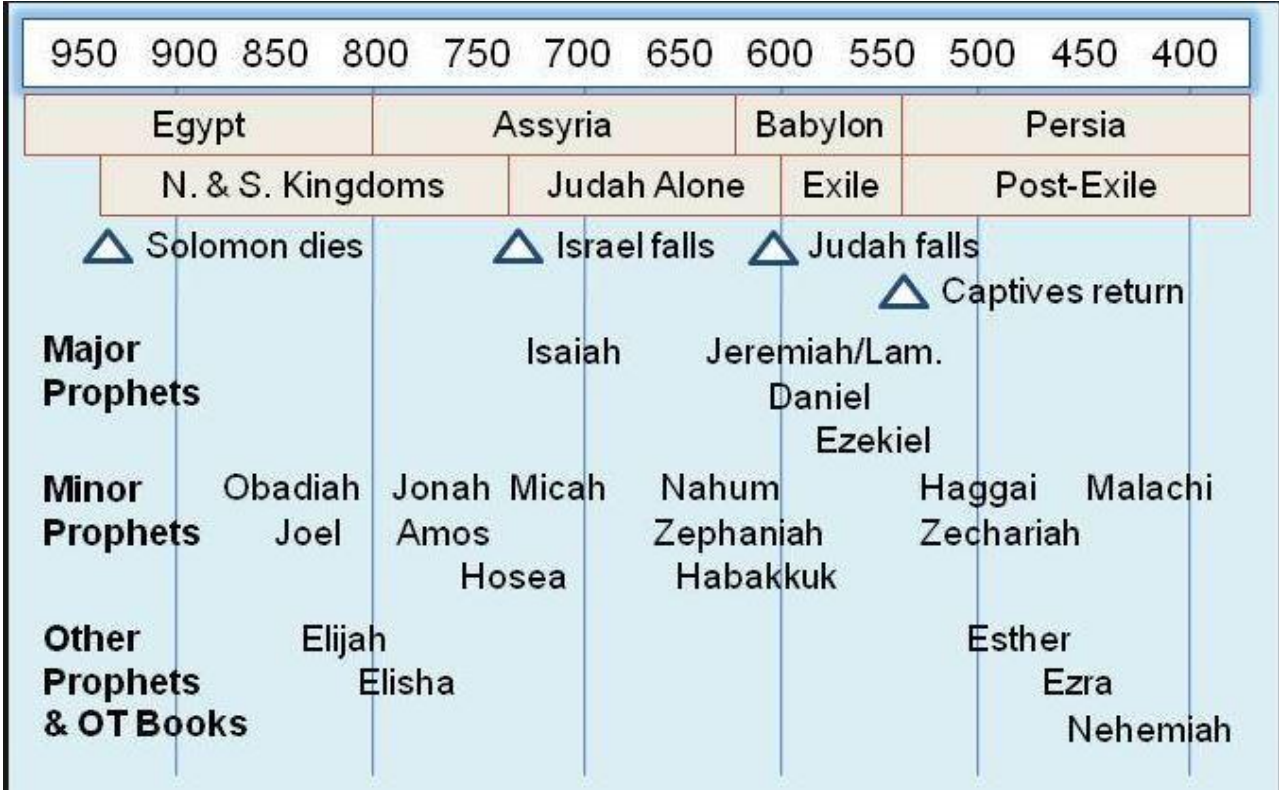 950 900 850 800 750 700 650 600 550 500 450 400
Egypt Assyria Babylon Persia
N. & S. Kingdoms Judah Alone Exile Post-Exile
Solomon dies Israel falls Judah falls
Captives return
Major Isaiah Jeremiah/Lam.
Prophets Daniel
Ezekiel
Minor Obadiah Jonah Micah Nahum Haggai Malachi
Prophets Joel Amos Zephaniah Zechariah
Hosea Habakkuk
Other Elijah Esther
Prophets Elisha Ezra
& OT Books Nehemiah